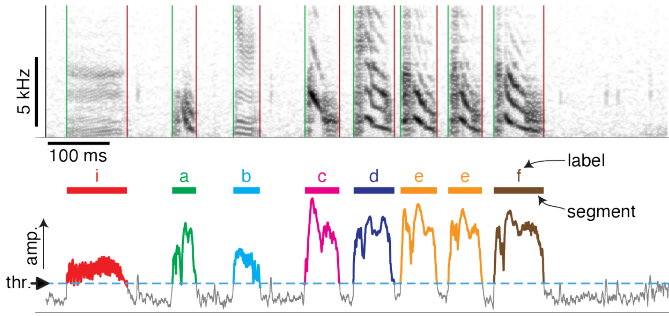 5 kHz
100 ms
i a b c d e e f
label
segment
amp.
thr.